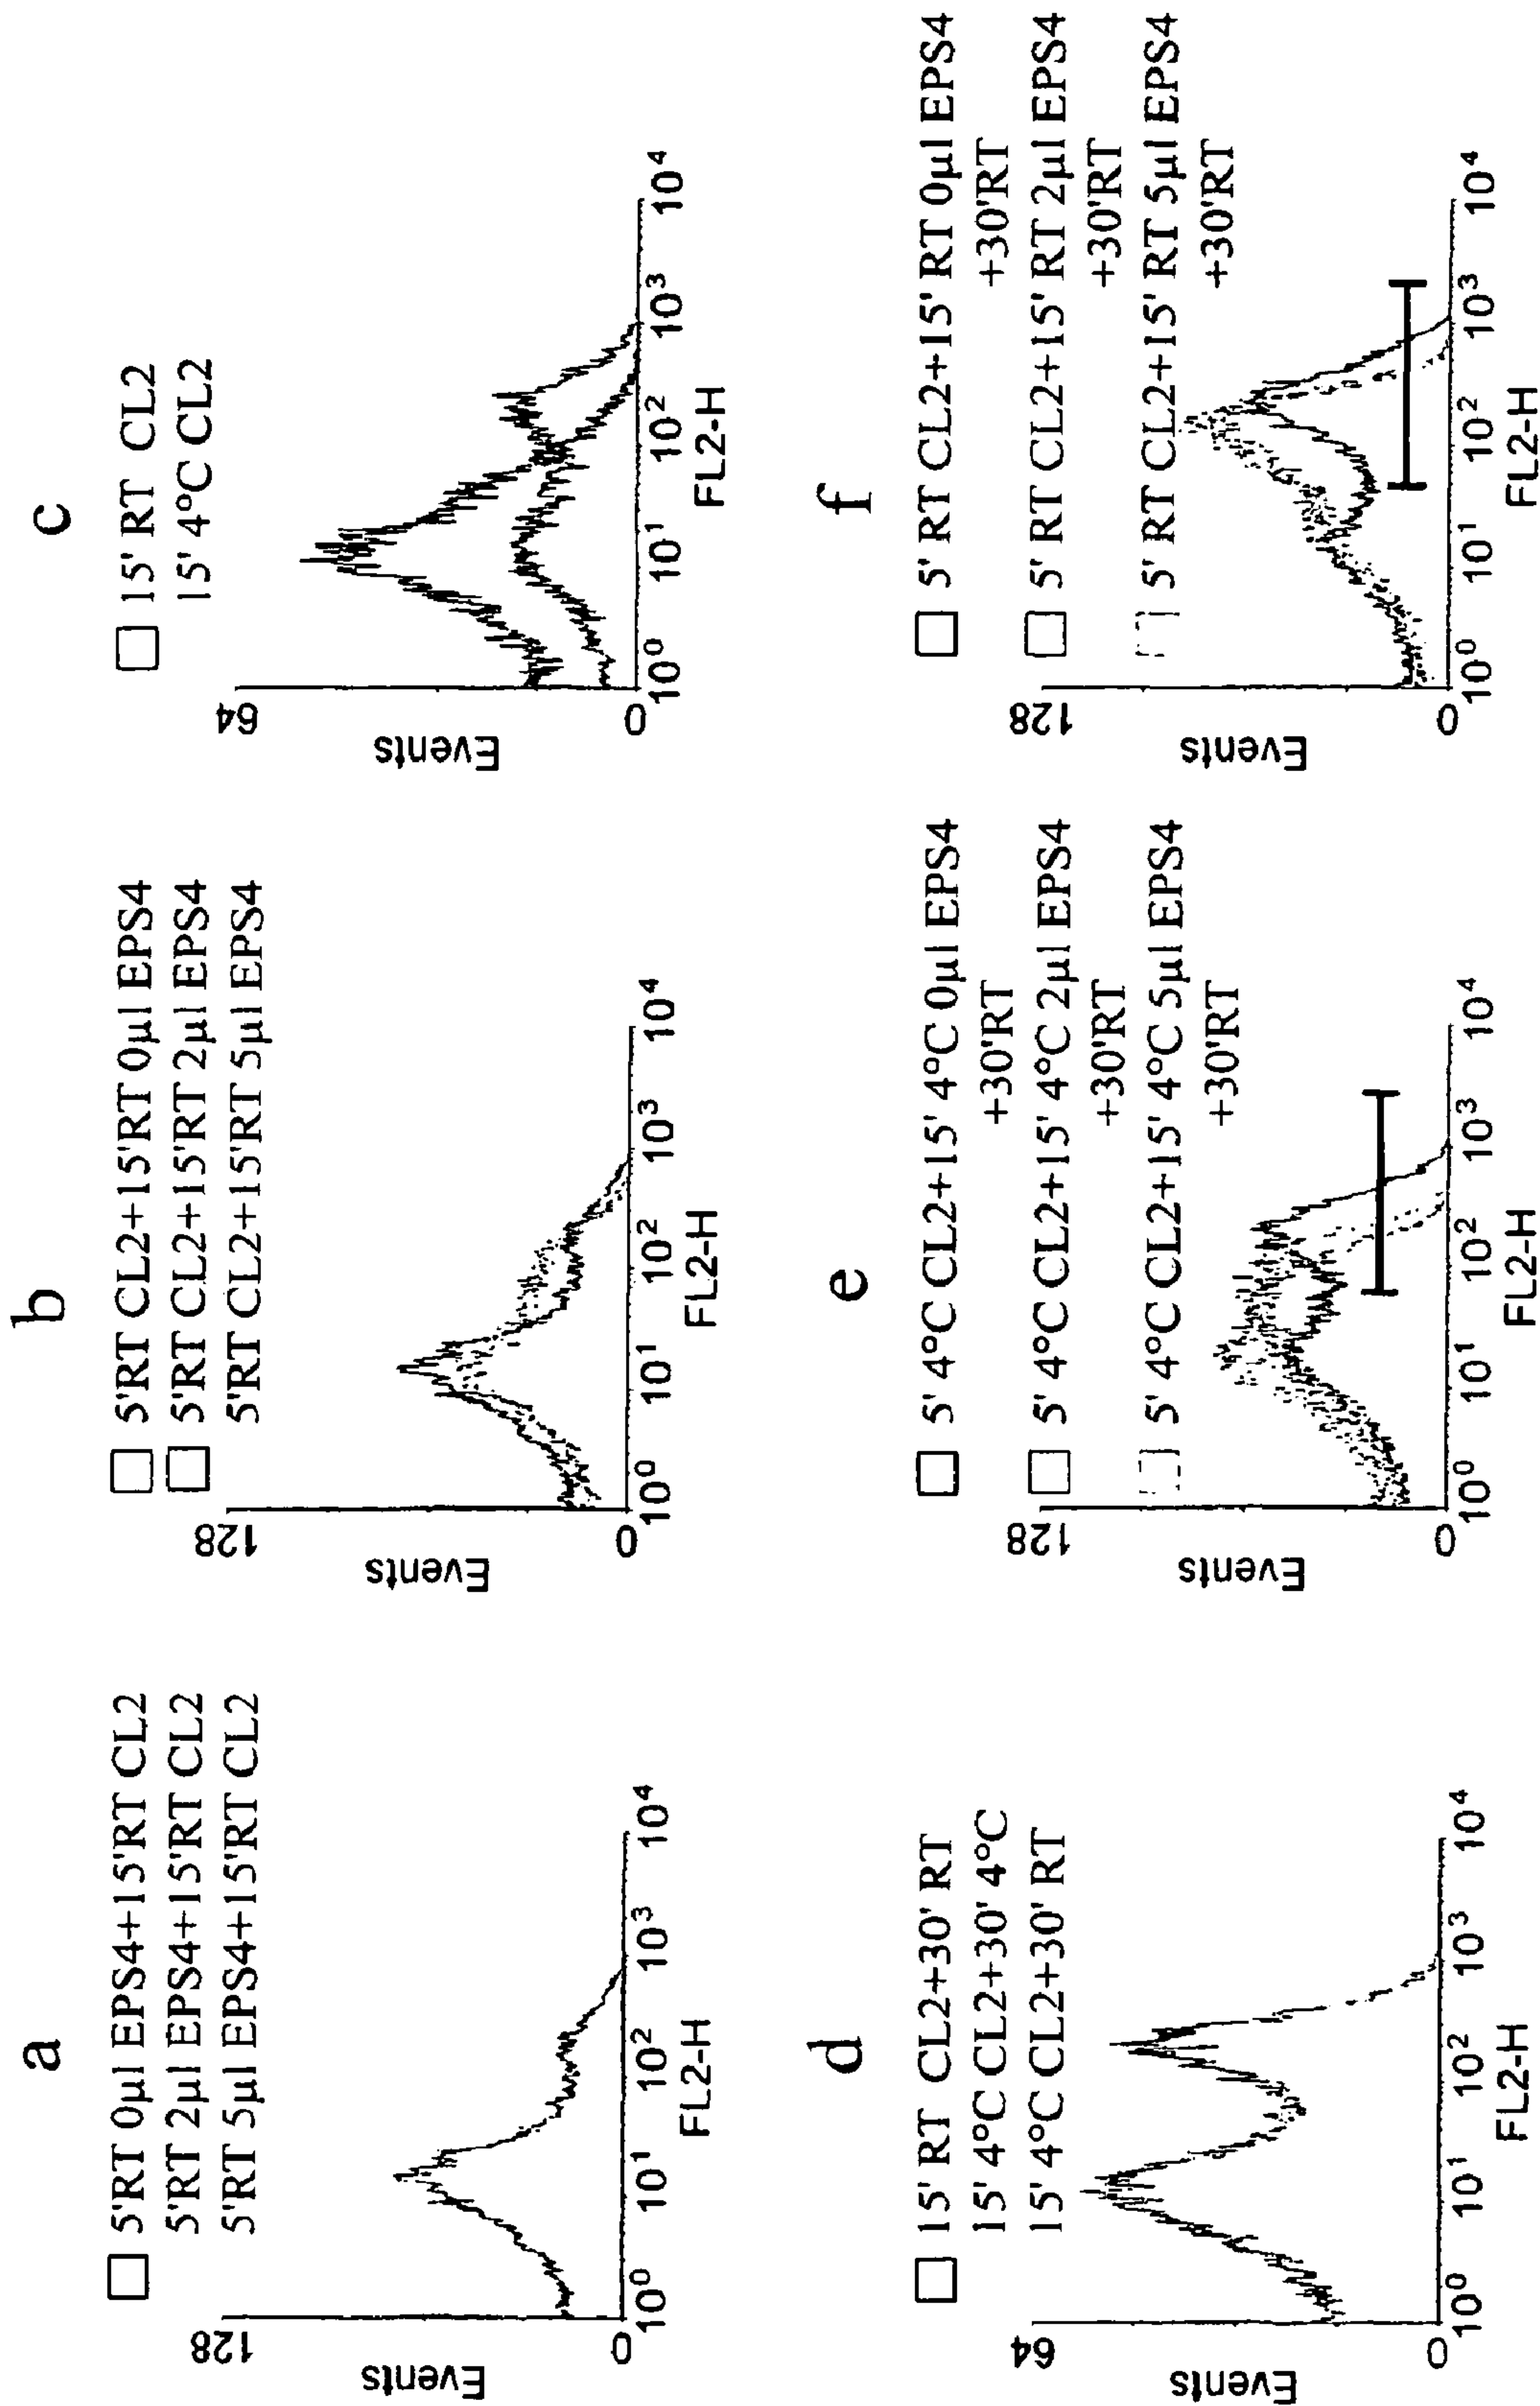 a
5'RT 0µl EPS4+15'RT CL2
5'RT 2µl EPS4+15'RT CL2
5'RT 5µl EPS4+15'RT CL2
128
Events
0
10⁰ 10¹ 10² 10³ 10⁴
FL2-H
b
5'RT CL2+15'RT 0µl EPS4
5'RT CL2+15'RT 2µl EPS4
5'RT CL2+15'RT 5µl EPS4
128
Events
0
10⁰ 10¹ 10² 10³ 10⁴
FL2-H
c
15' RT CL2
15' 4°C CL2
64
Events
0
10⁰ 10¹ 10² 10³ 10⁴
FL2-H
d
15' RT CL2+30' RT
15' 4°C CL2+30' 4°C
15' 4°C CL2+30' RT
64
Events
0
10⁰ 10¹ 10² 10³ 10⁴
FL2-H
e
5' 4°C CL2+15' 4°C 0µl EPS4
+30'RT
5' 4°C CL2+15' 4°C 2µl EPS4
+30'RT
5' 4°C CL2+15' 4°C 5µl EPS4
+30'RT
128
Events
0
10⁰ 10¹ 10² 10³ 10⁴
FL2-H
f
5' RT CL2+15' RT 0µl EPS4
+30'RT
5' RT CL2+15' RT 2µl EPS4
+30'RT
5' RT CL2+15' RT 5µl EPS4
+30'RT
128
Events
0
10⁰ 10¹ 10² 10³ 10⁴
FL2-H